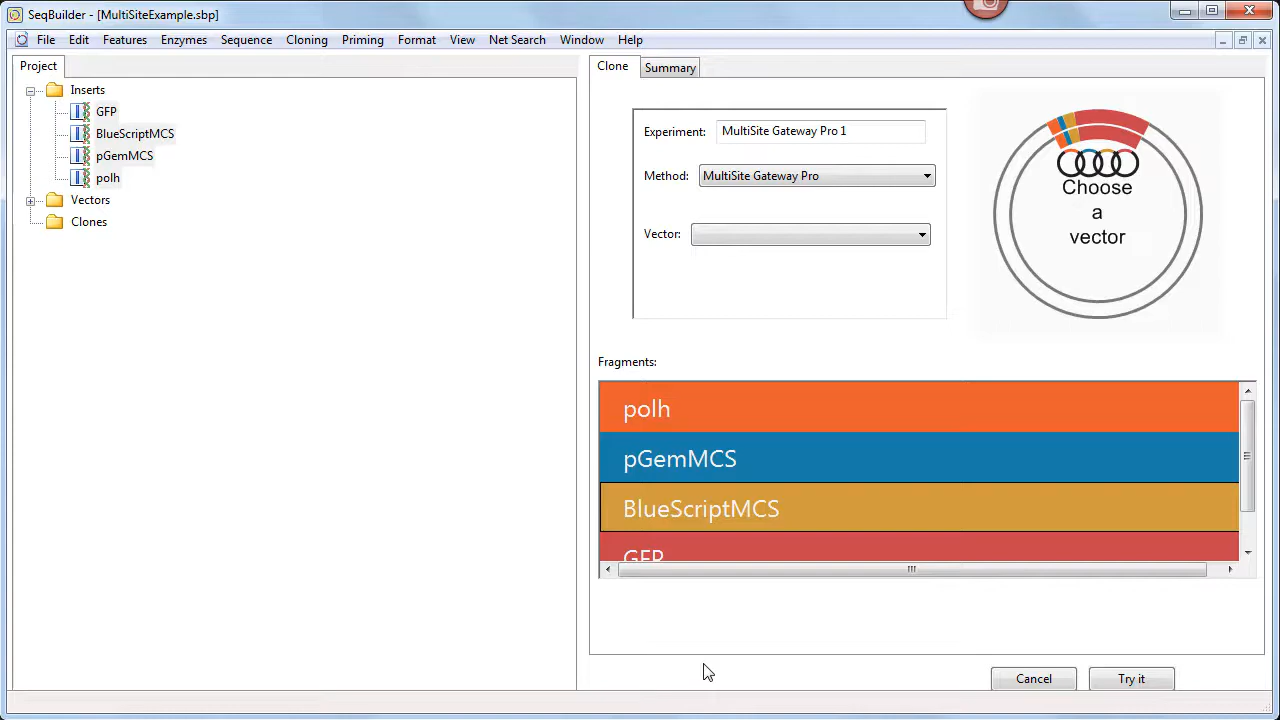 SeqBuilder - [MultiSiteExample.sbp]
File Edit Features Enzymes Sequence Cloning Priming Format View Net Search Window Help
Project
Inserts
GFP
BlueScriptMCS
pGemMCS
polh
Vectors
Clones
Clone Summary
Experiment: MultiSite Gateway Pro 1
Method: MultiSite Gateway Pro
Vector:
Choose
a
vector
Fragments:
polh
pGemMCS
BlueScriptMCS
GFP
Cancel Try it